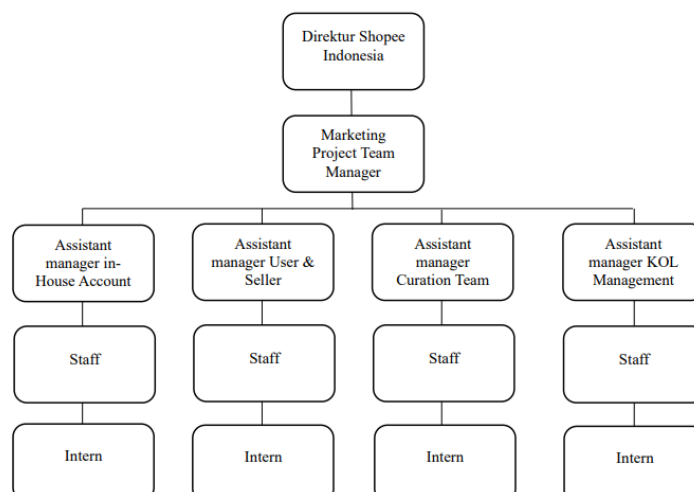 Direktur Shopee
Indonesia
Marketing
Project Team
Manager
Assistant
manager in-
House Account
Assistant
manager User &
Seller
Assistant
manager
Curation Team
Assistant
manager KOL
Management
Staff
Staff
Staff
Staff
Intern
Intern
Intern
Intern